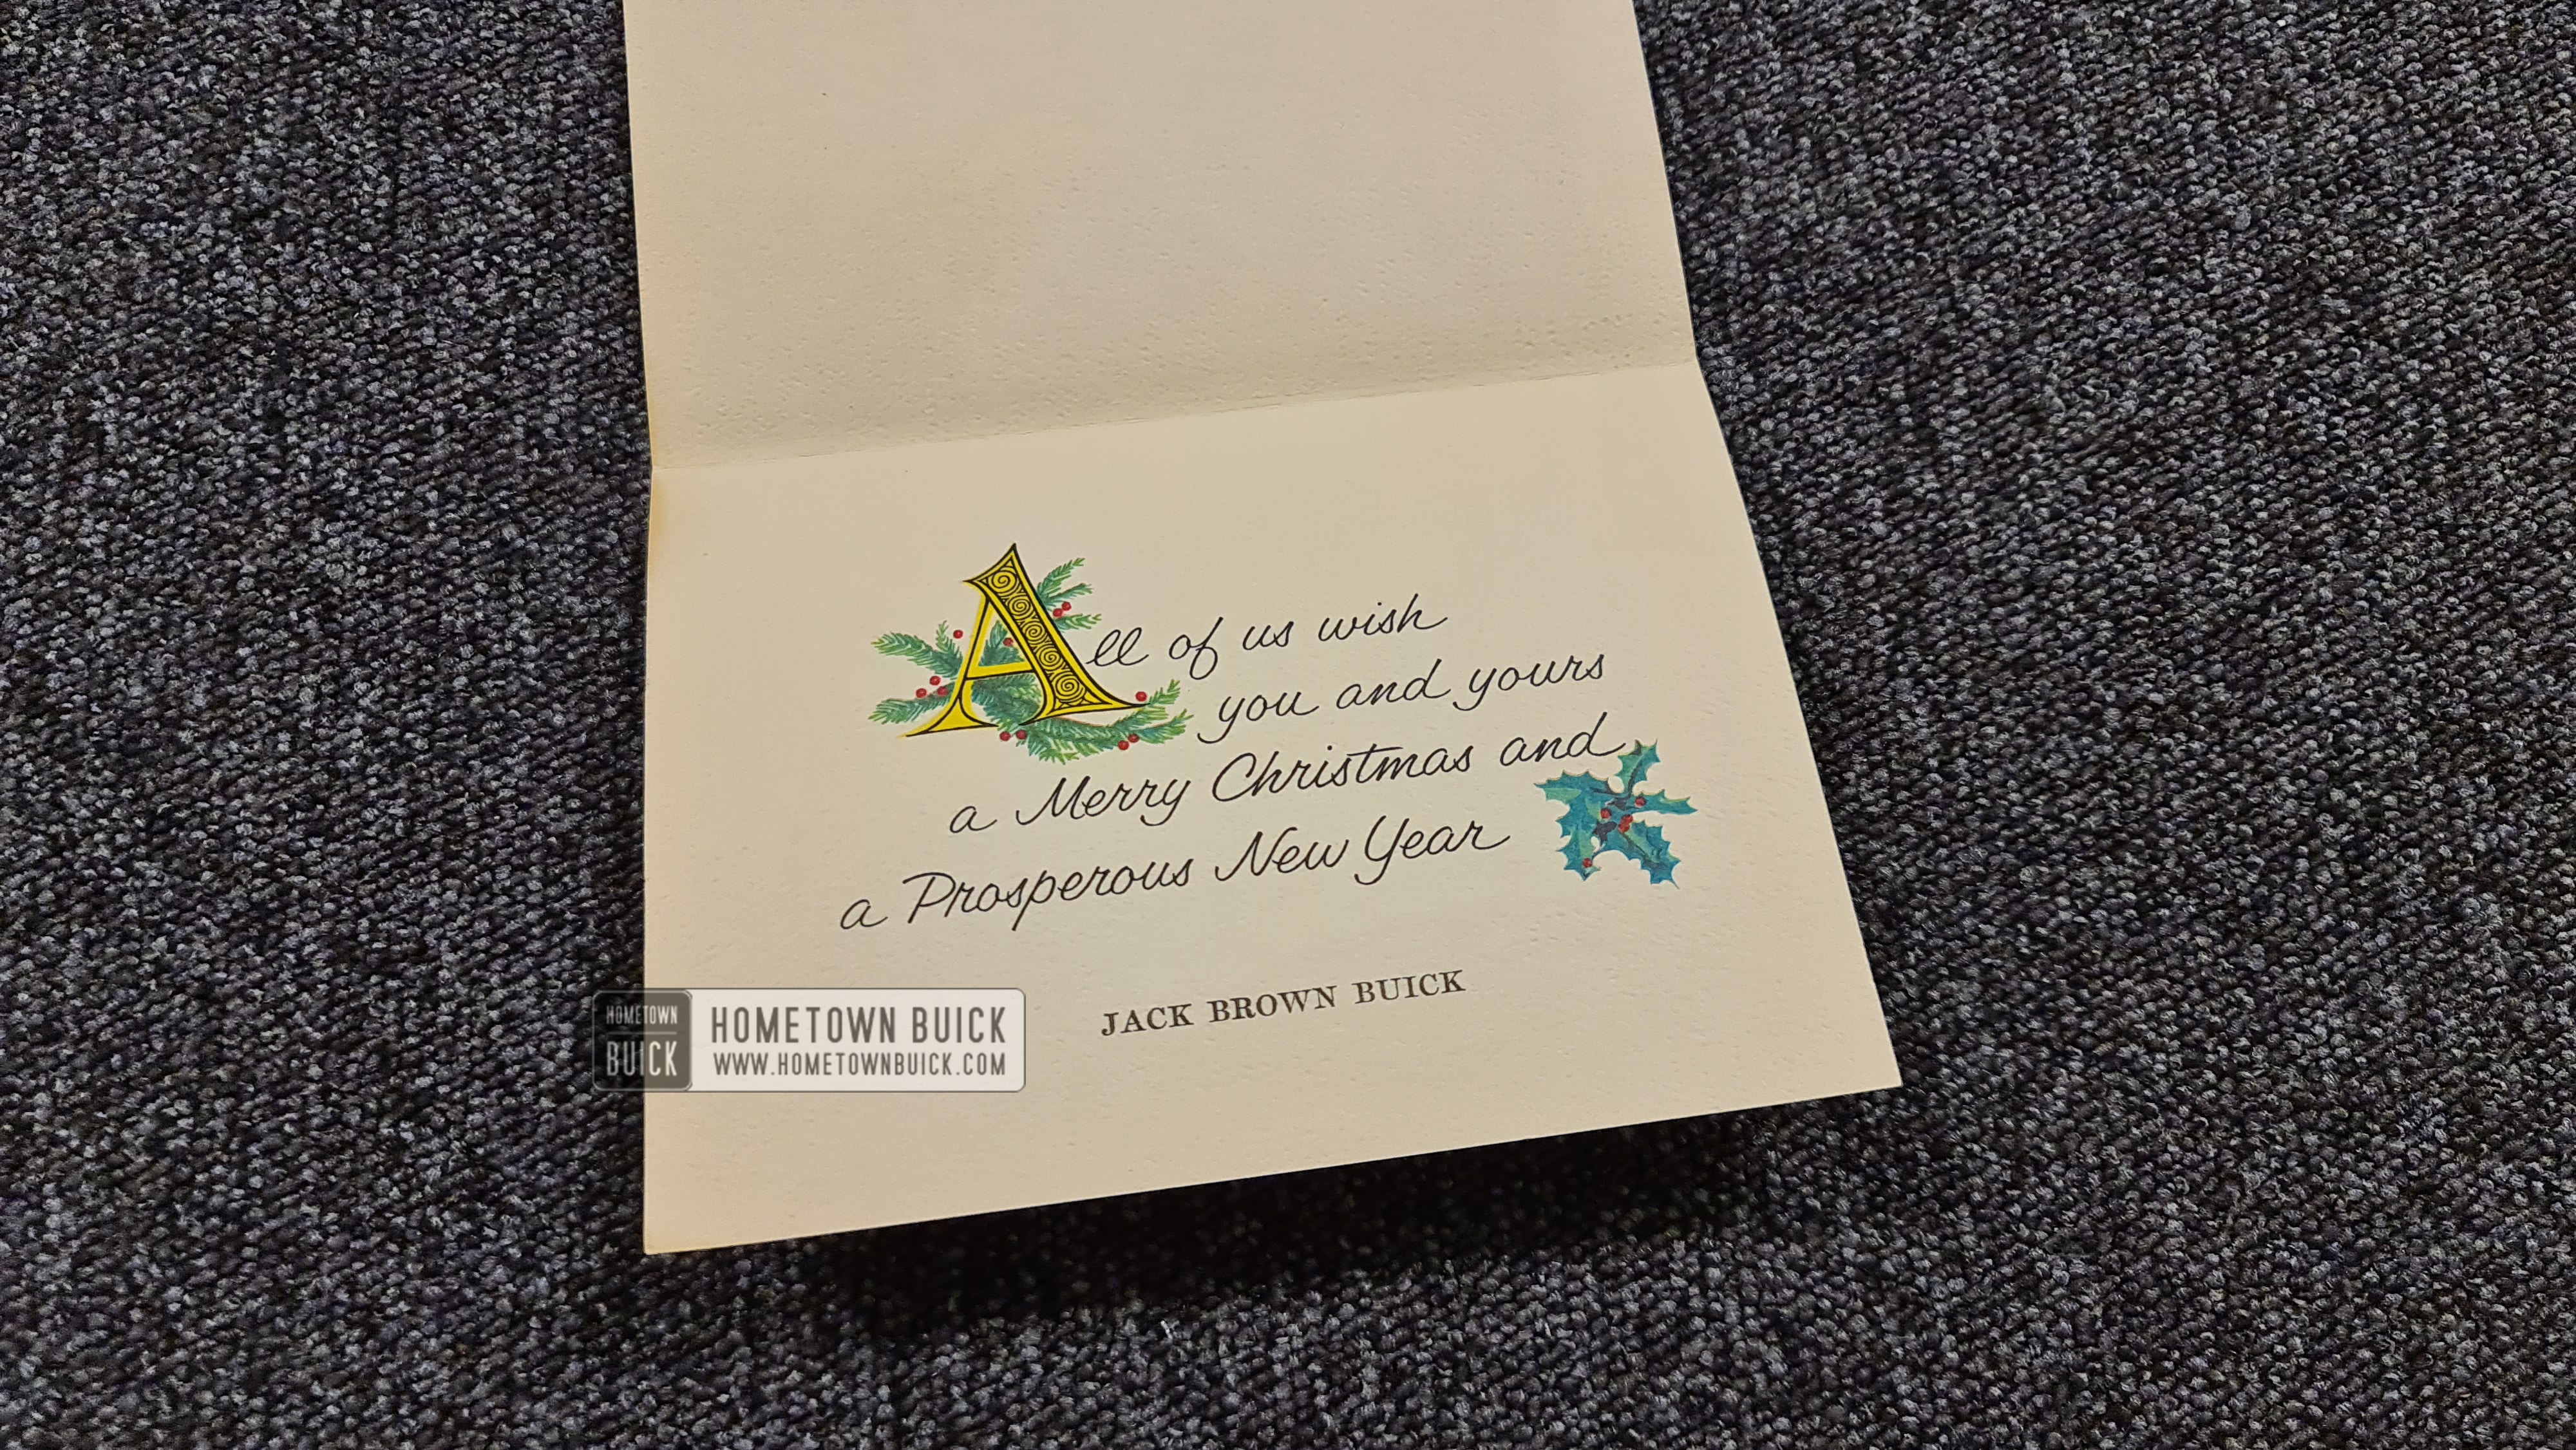 All of us wish
you and yours
a Merry Christmas and
a Prosperous New Year
JACK BROWN BUICK
HOMETOWN
BUICK
HOMETOWN BUICK
WWW.HOMETOWNBUICK.COM